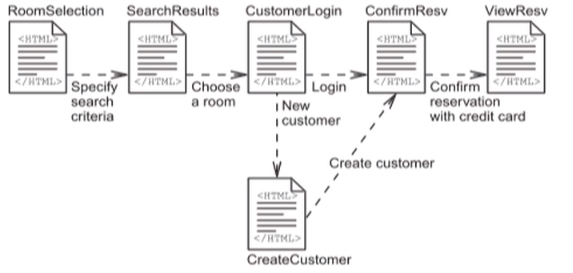 RoomSelection SearchResults CustomerLogin ConfirmResv ViewResv
<HTML> <HTML> <HTML> <HTML> <HTML>
</HTML> </HTML> </HTML> </HTML> </HTML>
Specify
search
criteria
Choose
a room
Login
Confirm
reservation
with credit card
New
customer
Create customer
<HTML>
</HTML>
CreateCustomer